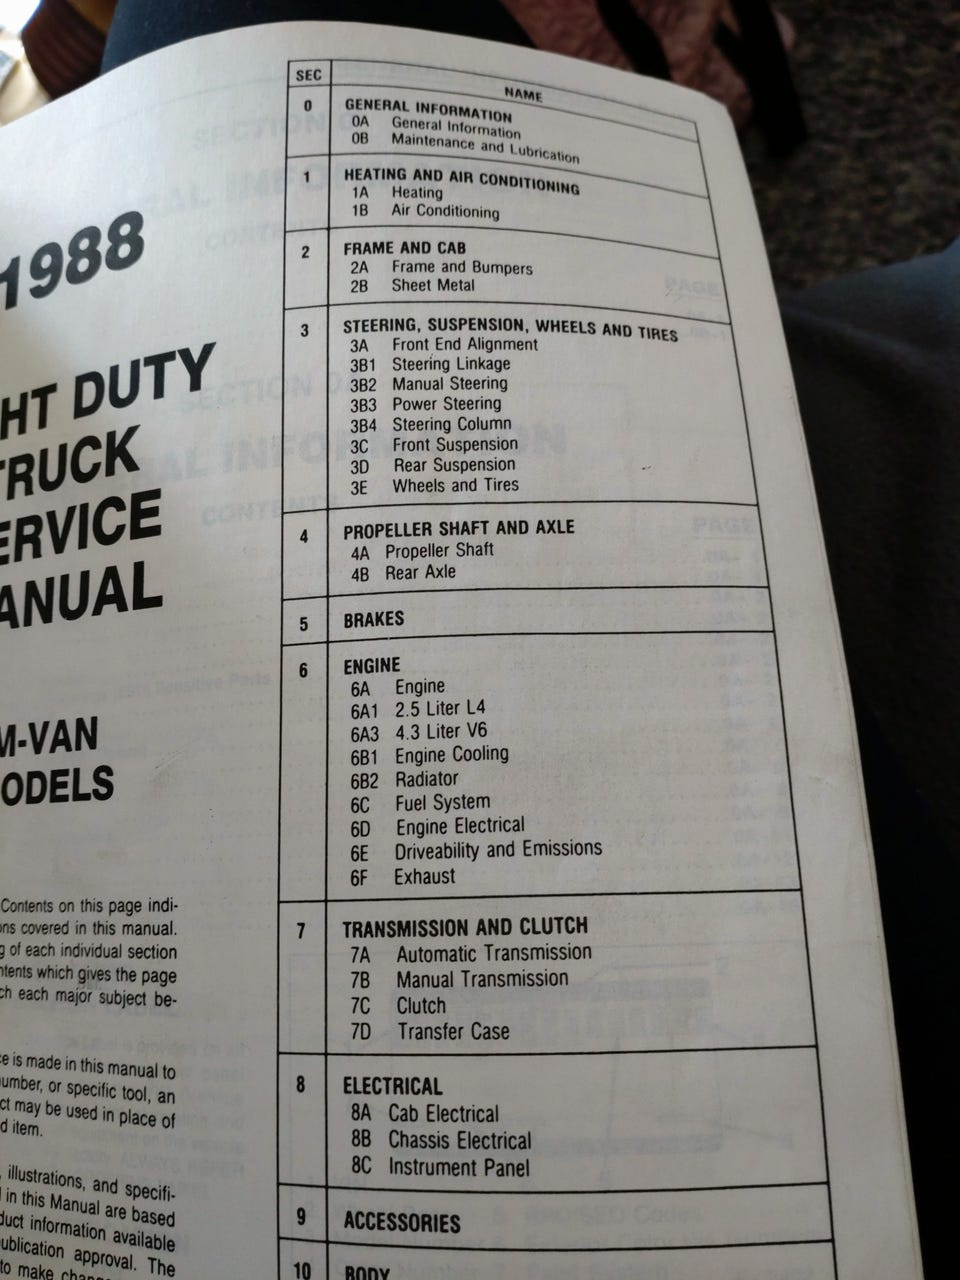 1988
HT DUTY
TRUCK
ERVICE
ANUAL
M-VAN
ODELS
Contents on this page indi-
ons covered in this manual.
g of each individual section
ntents which gives the page
ch each major subject be-
ce is made in this manual to
umber, or specific tool, an
ct may be used in place of
d item.
, illustrations, and specifi-
l in this Manual are based
duct information available
ublication approval. The
to make
SEC NAME
0 GENERAL INFORMATION
0A General Information
0B Maintenance and Lubrication
1 HEATING AND AIR CONDITIONING
1A Heating
1B Air Conditioning
2 FRAME AND CAB
2A Frame and Bumpers
2B Sheet Metal
3 STEERING, SUSPENSION, WHEELS AND TIRES
3A Front End Alignment
3B1 Steering Linkage
3B2 Manual Steering
3B3 Power Steering
3B4 Steering Column
3C Front Suspension
3D Rear Suspension
3E Wheels and Tires
4 PROPELLER SHAFT AND AXLE
4A Propeller Shaft
4B Rear Axle
5 BRAKES
6 ENGINE
6A Engine
6A1 2.5 Liter L4
6A3 4.3 Liter V6
6B1 Engine Cooling
6B2 Radiator
6C Fuel System
6D Engine Electrical
6E Driveability and Emissions
6F Exhaust
7 TRANSMISSION AND CLUTCH
7A Automatic Transmission
7B Manual Transmission
7C Clutch
7D Transfer Case
8 ELECTRICAL
8A Cab Electrical
8B Chassis Electrical
8C Instrument Panel
9 ACCESSORIES
10 BODY